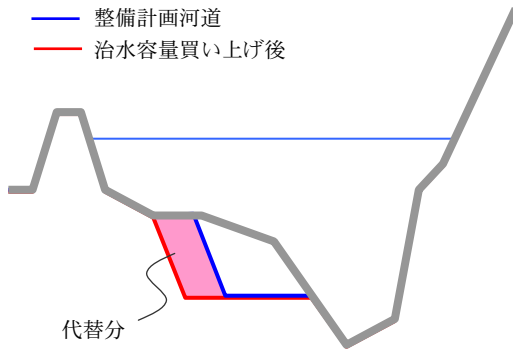 整備計画河道
治水容量買い上げ後
代替分